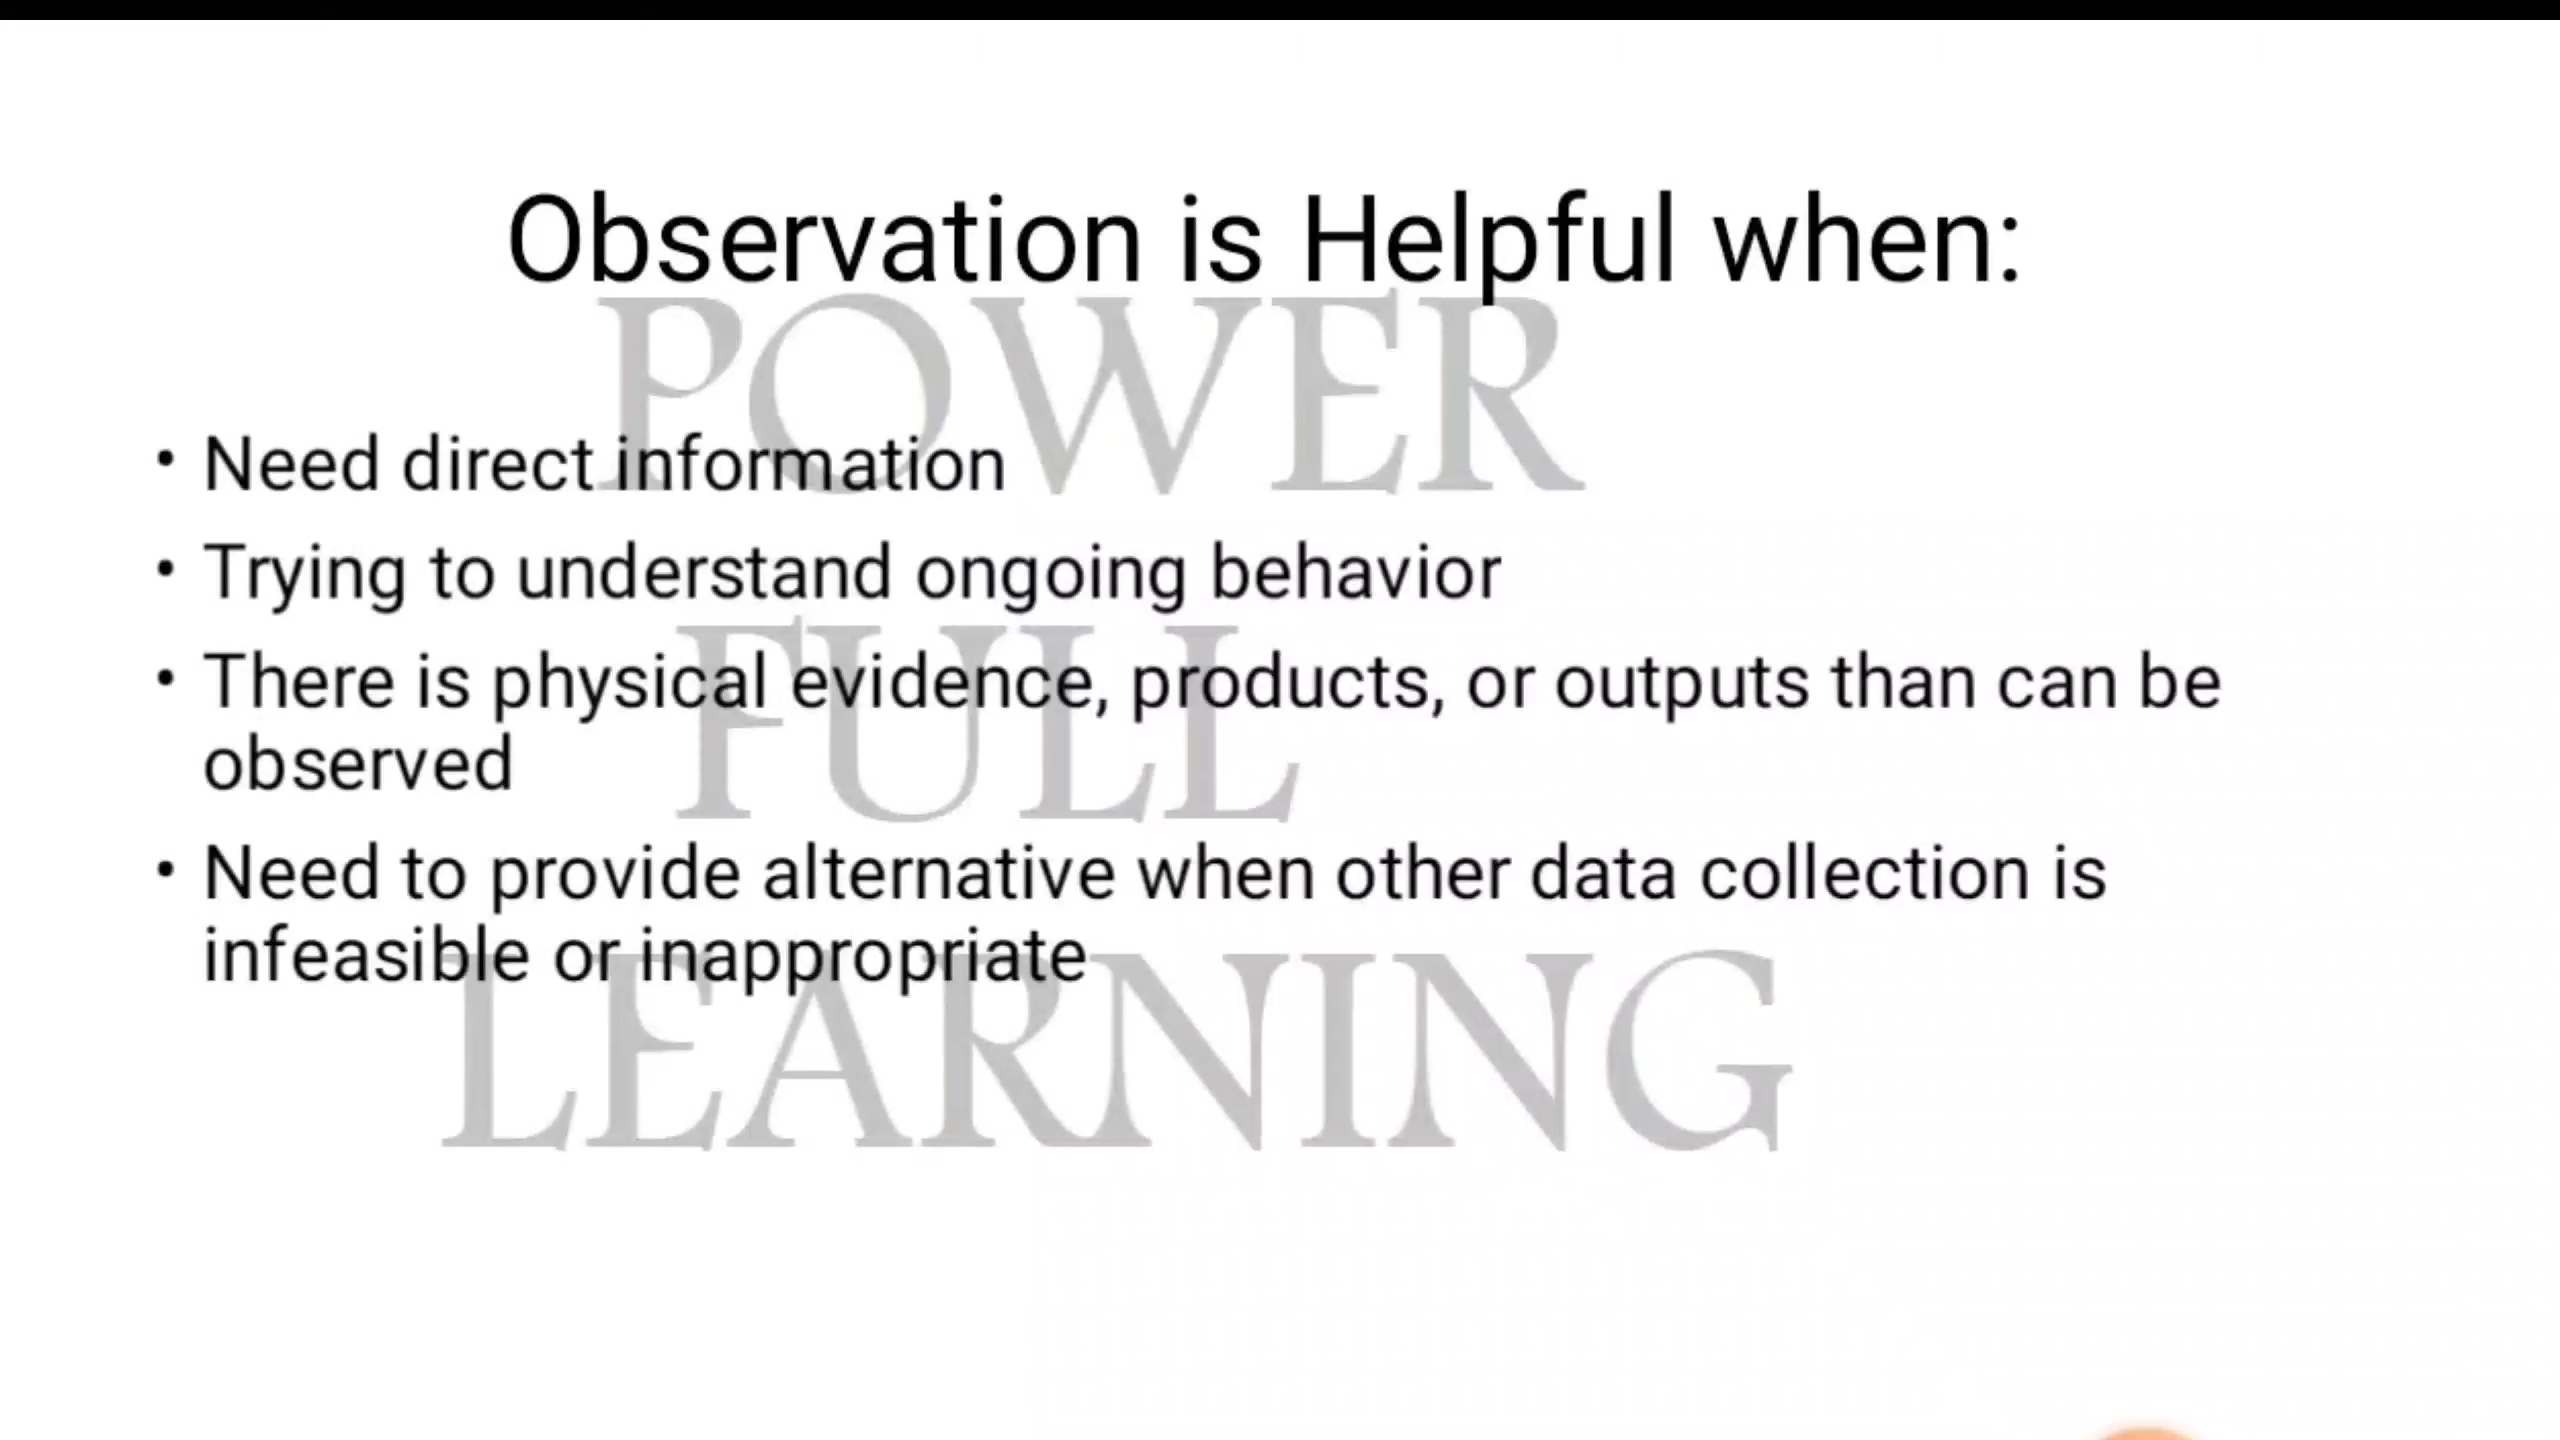 Observation is Helpful when:
POWER
• Need direct information
• Trying to understand ongoing behavior
FULL
• There is physical evidence, products, or outputs than can be
observed
• Need to provide alternative when other data collection is
infeasible or inappropriate
LEARNING